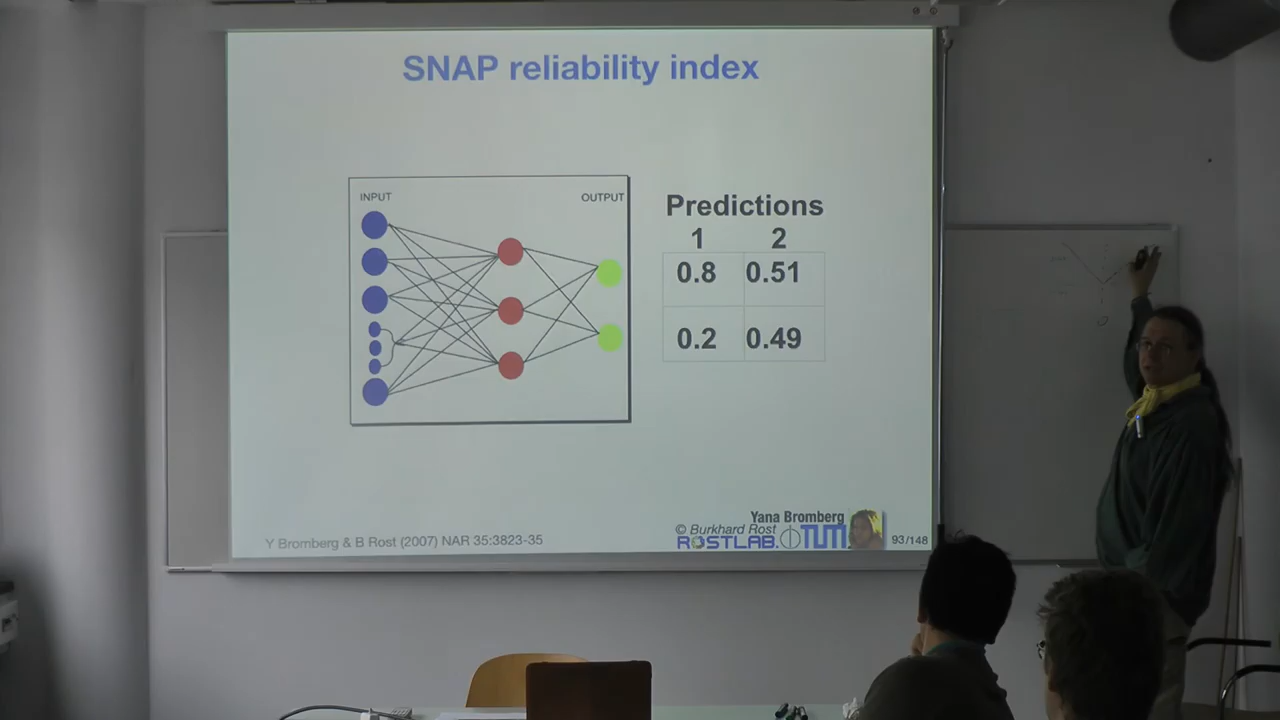 SNAP reliability index
INPUT
OUTPUT
Predictions
1 2
0.8 0.51
0.2 0.49
Yana Bromberg
© Burkhard Rost
ROSTLAB. TUM
Y Bromberg & B Rost (2007) NAR 35:3823-35
93/148